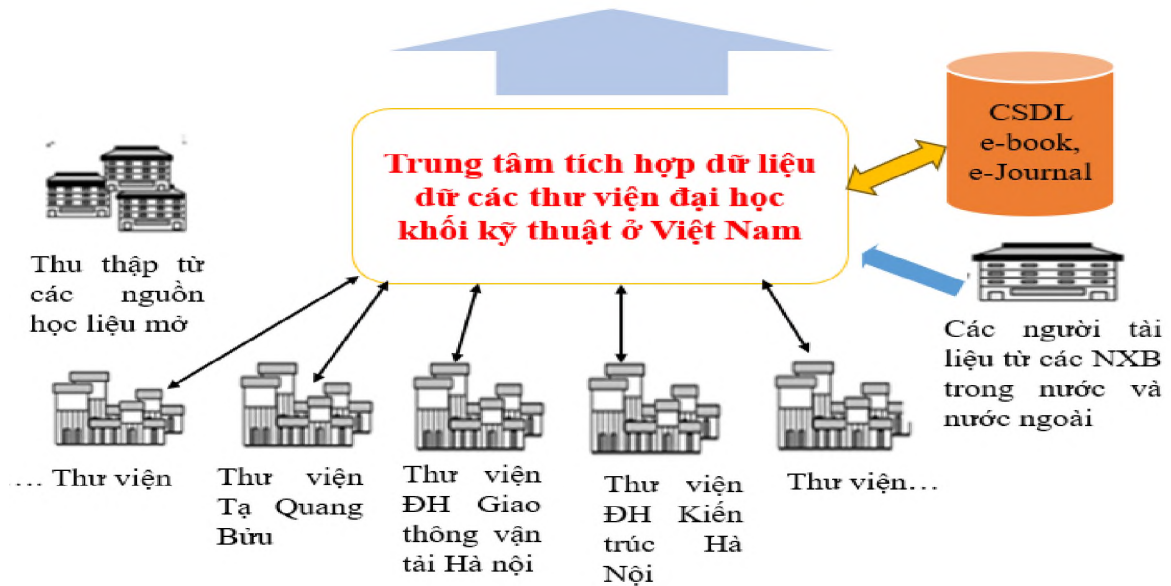 Trung tâm tích hợp dữ liệu
dữ các thư viện đại học
khối kỹ thuật ở Việt Nam
CSDL
e-book,
e-Journal
Thu thập từ
các nguồn
học liệu mở
Các người tài
liệu từ các NXB
trong nước và
nước ngoài
.... Thư viện
Thư viện
Tạ Quang
Bửu
Thư viện
ĐH Giao
thông vận
tải Hà nội
Thư viện
ĐH Kiến
trúc Hà
Nội
Thư viện…